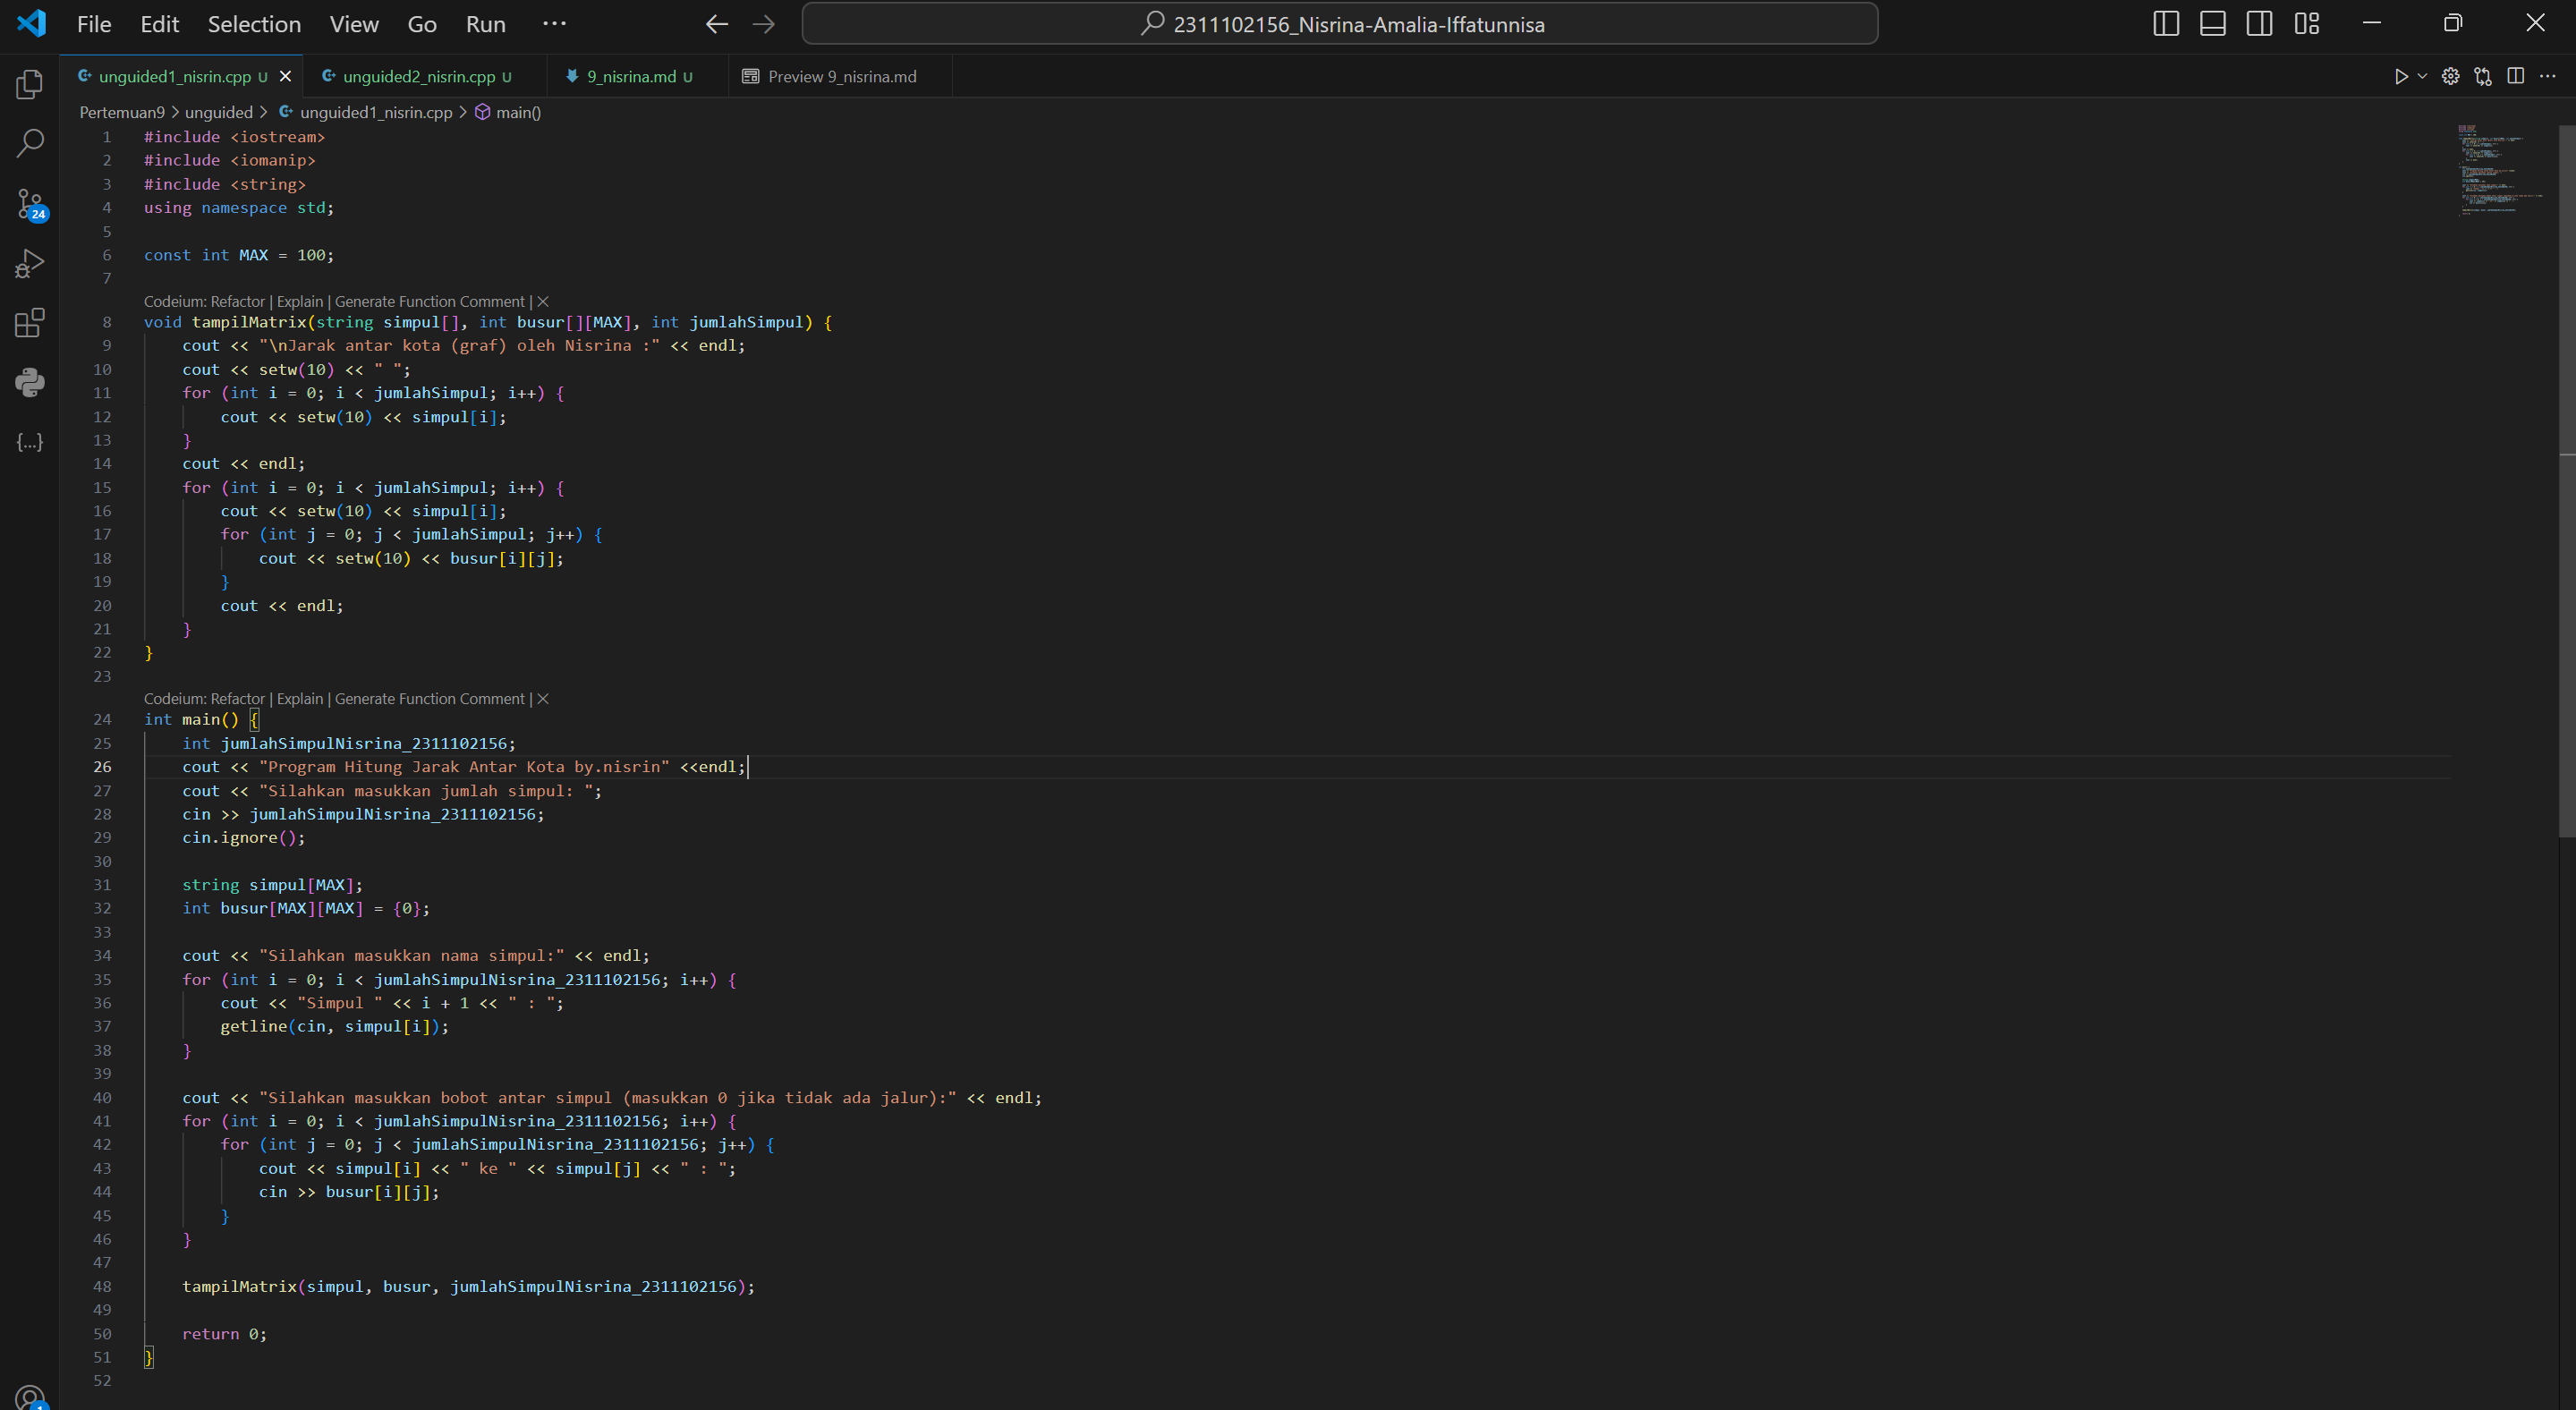 File Edit Selection View Go Run ··· 2311102156_Nisrina-Amalia-Iffatunnisa
unguided1_nisrin.cpp U unguided2_nisrin.cpp U 9_nisrina.md U Preview 9_nisrina.md
Pertemuan9 > unguided > unguided1_nisrin.cpp > main()
1 #include <iostream>
2 #include <iomanip>
3 #include <string>
4 using namespace std;
5
6 const int MAX = 100;
7
Codeium: Refactor | Explain | Generate Function Comment | ×
8 void tampilMatrix(string simpul[], int busur[][MAX], int jumlahSimpul) {
9     cout << "\nJarak antar kota (graf) oleh Nisrina :" << endl;
10     cout << setw(10) << " ";
11     for (int i = 0; i < jumlahSimpul; i++) {
12         cout << setw(10) << simpul[i];
13     }
14     cout << endl;
15     for (int i = 0; i < jumlahSimpul; i++) {
16         cout << setw(10) << simpul[i];
17         for (int j = 0; j < jumlahSimpul; j++) {
18             cout << setw(10) << busur[i][j];
19         }
20         cout << endl;
21     }
22 }
23
24
Codeium: Refactor | Explain | Generate Function Comment | ×
24 int main() {
25     int jumlahSimpulNisrina_2311102156;
26     cout << "Program Hitung Jarak Antar Kota by.nisrin" <<endl;
27     cout << "Silahkan masukkan jumlah simpul: ";
28     cin >> jumlahSimpulNisrina_2311102156;
29     cin.ignore();
30
31     string simpul[MAX];
32     int busur[MAX][MAX] = {0};
33
34     cout << "Silahkan masukkan nama simpul:" << endl;
35     for (int i = 0; i < jumlahSimpulNisrina_2311102156; i++) {
36         cout << "Simpul " << i + 1 << " : ";
37         getline(cin, simpul[i]);
38     }
39
40     cout << "Silahkan masukkan bobot antar simpul (masukkan 0 jika tidak ada jalur):" << endl;
41     for (int i = 0; i < jumlahSimpulNisrina_2311102156; i++) {
42         for (int j = 0; j < jumlahSimpulNisrina_2311102156; j++) {
43             cout << simpul[i] << " ke " << simpul[j] << " : ";
44             cin >> busur[i][j];
45         }
46     }
47
48     tampilMatrix(simpul, busur, jumlahSimpulNisrina_2311102156);
49
50     return 0;
51 }
52